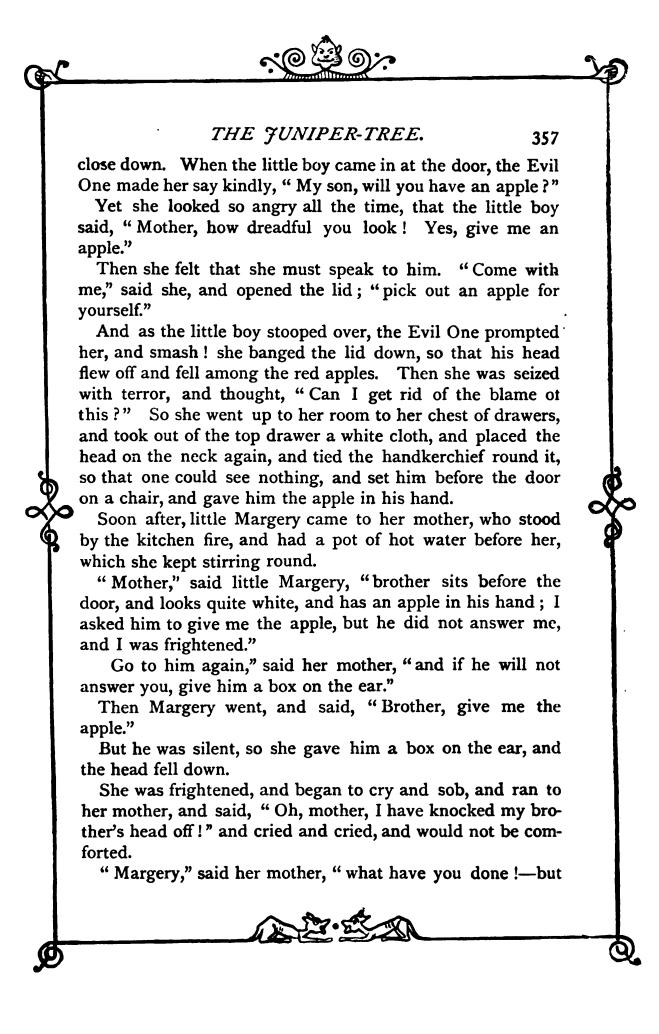 THE JUNIPER-TREE. 357
close down. When the little boy came in at the door, the Evil
One made her say kindly, “ My son, will you have an apple ? ”
Yet she looked so angry all the time, that the little boy
said, “ Mother, how dreadful you look ! Yes, give me an
apple.”
Then she felt that she must speak to him. “ Come with
me,” said she, and opened the lid ; “ pick out an apple for
yourself.”
And as the little boy stooped over, the Evil One prompted
her, and smash ! she banged the lid down, so that his head
flew off and fell among the red apples. Then she was seized
with terror, and thought, “ Can I get rid of the blame ot
this ? ” So she went up to her room to her chest of drawers,
and took out of the top drawer a white cloth, and placed the
head on the neck again, and tied the handkerchief round it,
so that one could see nothing, and set him before the door
on a chair, and gave him the apple in his hand.
Soon after, little Margery came to her mother, who stood
by the kitchen fire, and had a pot of hot water before her,
which she kept stirring round.
“ Mother,” said little Margery, “ brother sits before the
door, and looks quite white, and has an apple in his hand ; I
asked him to give me the apple, but he did not answer me,
and I was frightened.”
Go to him again,” said her mother, “ and if he will not
answer you, give him a box on the ear.”
Then Margery went, and said, “ Brother, give me the
apple.”
But he was silent, so she gave him a box on the ear, and
the head fell down.
She was frightened, and began to cry and sob, and ran to
her mother, and said, “ Oh, mother, I have knocked my bro-
ther’s head off ! ” and cried and cried, and would not be com-
forted.
“ Margery,” said her mother, “ what have you done !—but